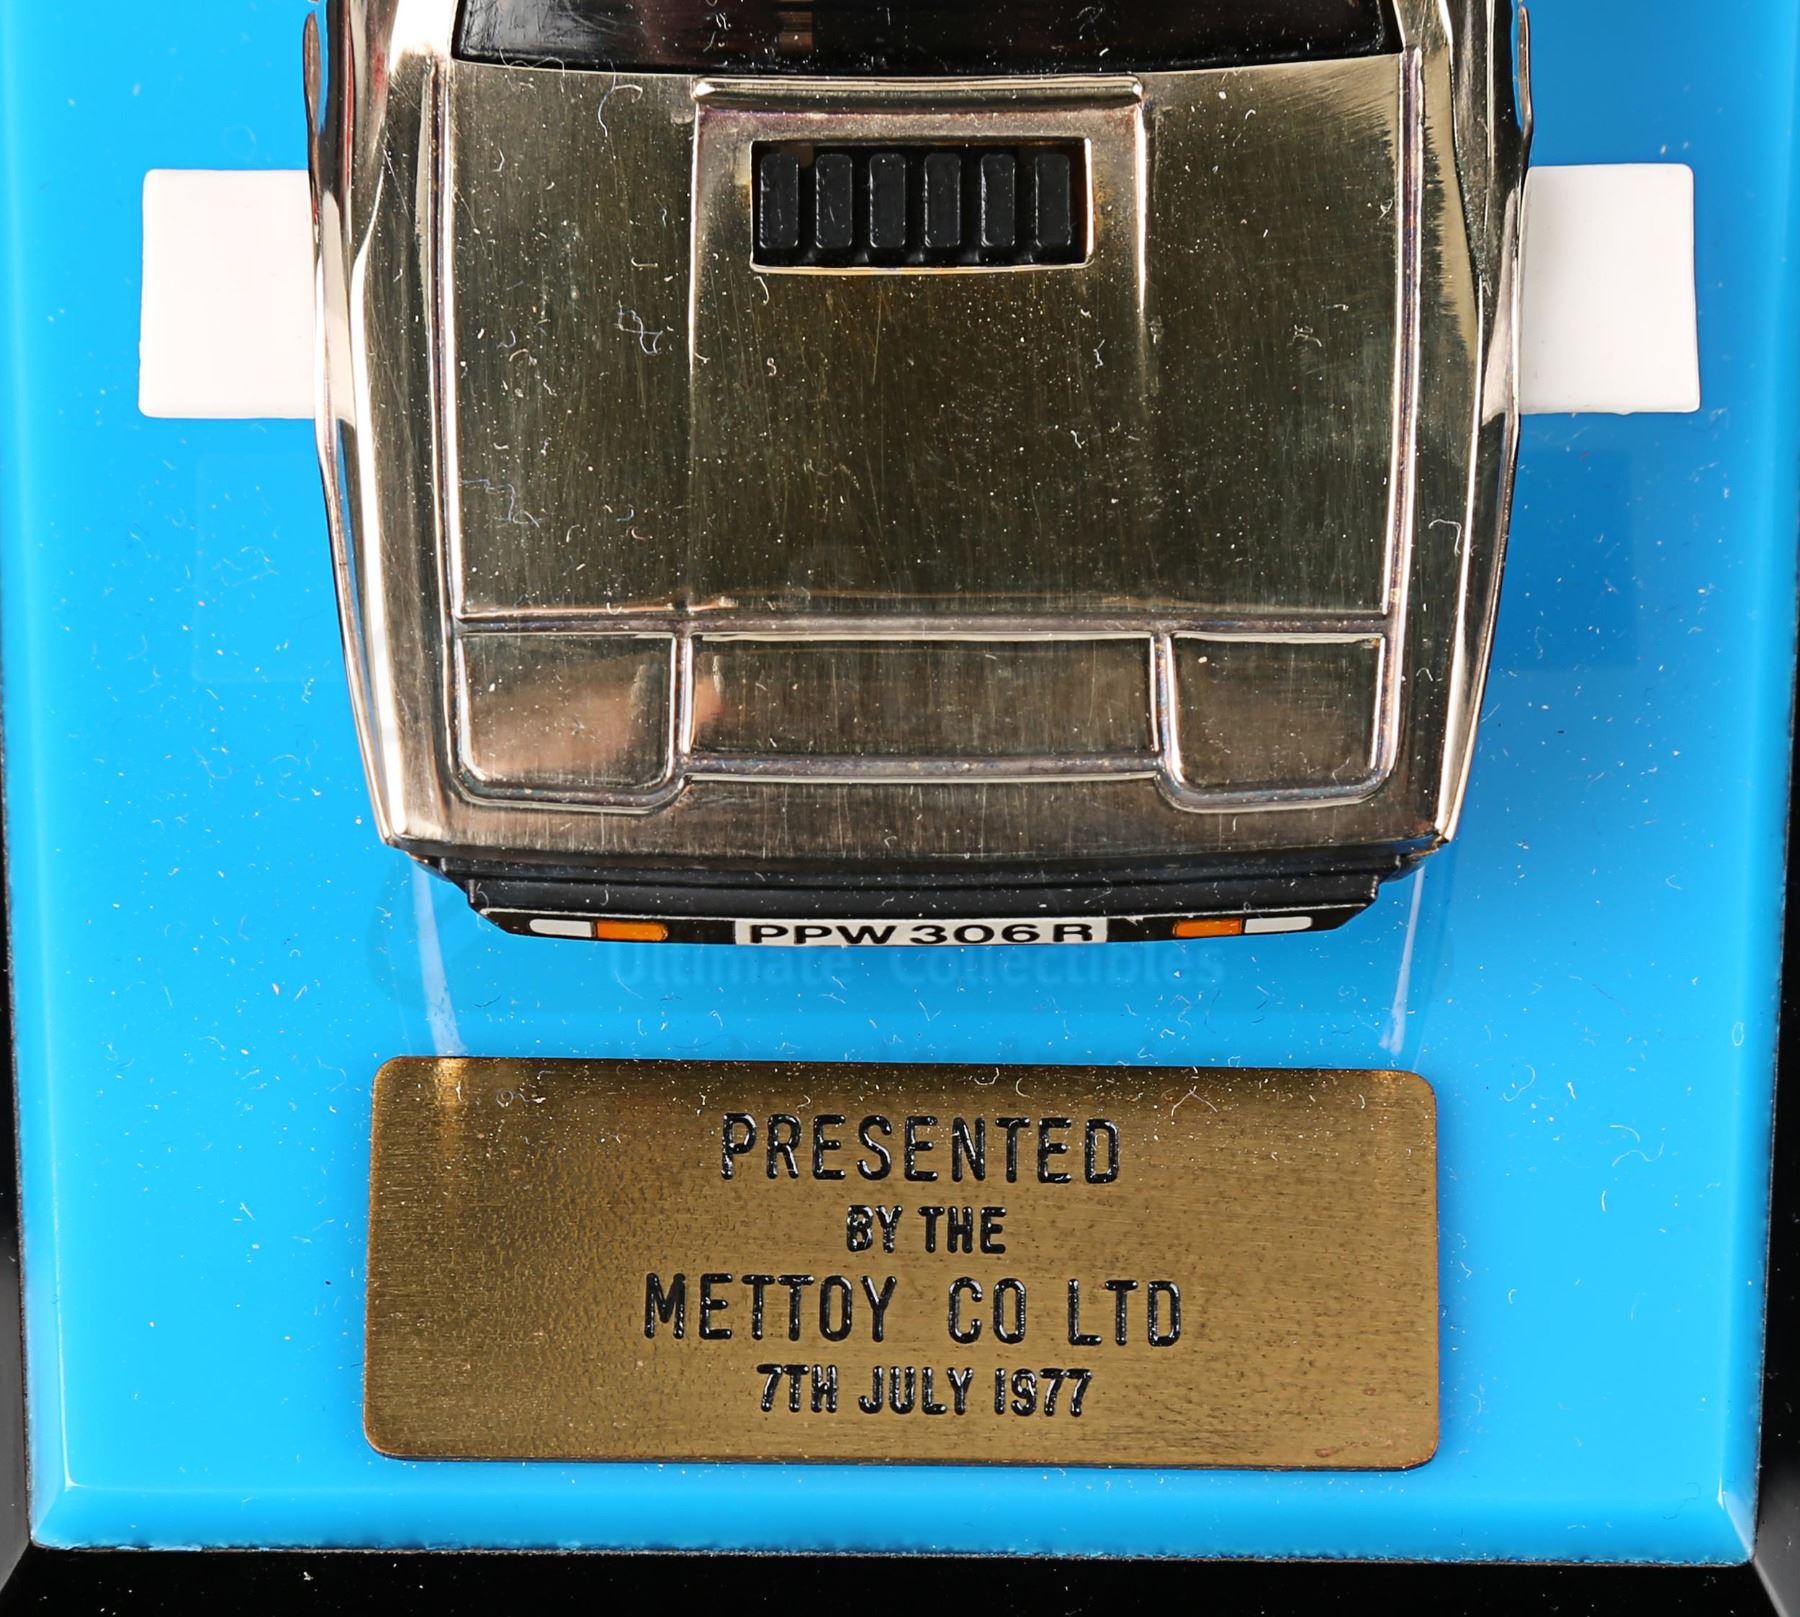 PPW 306R
Ultimate Collectibles
PRESENTED
BY THE
METTOY CO LTD
7TH JULY 1977